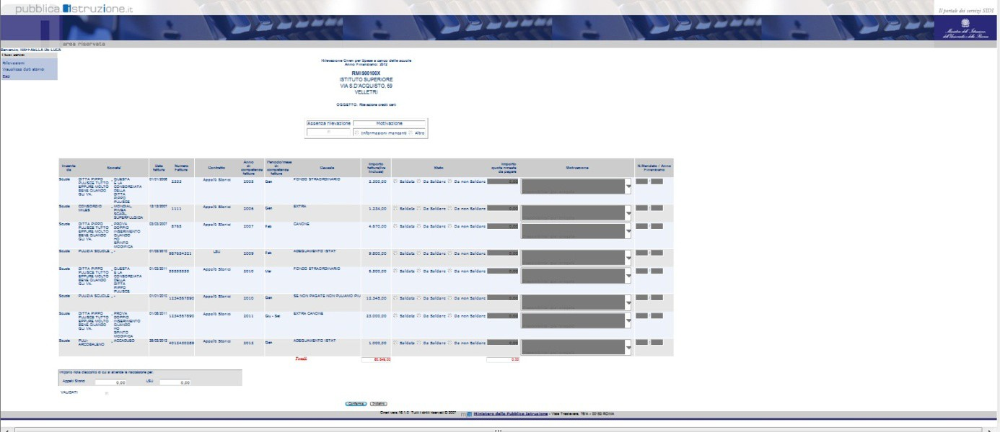 pubblica.istruzione.it
Il portale dei servizi SIDI
area riservata
Benvenuto, RAFFAELLA DE LUCA
I tuoi servizi
Rilevazioni
Visualizza dati storici
Esci
Rilevazione Oneri per Spese a carico delle scuole
Anno Finanziario: 2012
RMIS00100X
ISTITUTO SUPERIORE
VIA S.D'ACQUISTO, 69
VELLETRI
OGGETTO: Rilevazione crediti certi
Assenza rilevazione Motivazione
Informazioni mancanti Altro
Inserita da Societa' Data fattura Numero Fattura Contratto Anno di competenza fattura Periodo/mese di competenza fattura Causale Importo fattura(iva inclusa) Stato Importo quota rimasta da pagare Motivazione N.Mandato / Anno Finanziario
Scuola DITTA PIPPO PULISCE TUTTO EPPURE MOLTO BENE QUANDO GLI VA. , QUESTA E LA CONSORZIATA DELLA DITTA PIPPO PULISCE 01/01/2006 2333 Appalti Storici 2005 Gen FONDO STRAORDINARIO 2.300,00 Saldata Da Saldare Da non Saldare 0,00 /
Scuola CONSORZIO MILES , MONDIAL, PIMEA SCARL, SUPERFULGIDA 12/12/2007 1111 Appalti Storici 2006 Gen EXTRA 1.234,00 Saldata Da Saldare Da non Saldare 0,00 /
Scuola DITTA PIPPO PULISCE TUTTO EPPURE MOLTO BENE QUANDO GLI VA. , PROVA DOPPIO INSERIMENTO QUANDO HO SPINTO MODIFICA 03/03/2007 8765 Appalti Storici 2007 Feb CANONE 4.670,00 Saldata Da Saldare Da non Saldare 0,00 /
Scuola PULIZIA SCUOLE , - 01/03/2010 987654321 LSU 2009 Feb ADEGUAMENTO ISTAT 9.800,00 Saldata Da Saldare Da non Saldare 0,00 /
Scuola DITTA PIPPO PULISCE TUTTO EPPURE MOLTO BENE QUANDO GLI VA. , QUESTA E LA CONSORZIATA DELLA DITTA PIPPO PULISCE 01/03/2011 Appalti Storici 2010 Mar FONDO STRAORDINARIO 6.500,00 Saldata Da Saldare Da non Saldare 0,00 /
Scuola PULIZIA SCUOLE , - 01/01/2012 1234567890 Appalti Storici 2010 Gen SE NON PAGATE NON PULIAMO PIU 12.345,00 Saldata Da Saldare Da non Saldare 0,00 /
Scuola DITTA PIPPO PULISCE TUTTO EPPURE MOLTO BENE QUANDO GLI VA. , PROVA DOPPIO INSERIMENTO QUANDO HO SPINTO MODIFICA 01/08/2011 1234567890 Appalti Storici 2011 Giu - Set EXTRA CANONE 23.000,00 Saldata Da Saldare Da non Saldare 0,00 /
Scuola PULI-ARCOBALENO , ACCADUEO Appalti Storici 2012 Gen ADEGUAMENTO ISTAT 1.000,00 Saldata Da Saldare Da non Saldare 0,00 /
Totali 0,00
Importo nota d'acconto di cui si attende la riscossione per:
Appalti Storici 0,00 LSU 0,00
VALIDATI
Conferma Indietro
Oneri vers.16.1.0 Tutti i diritti riservati © 2007 Ministero della Pubblica Istruzione - Viale Trastevere, 76/A - 00153 ROMA